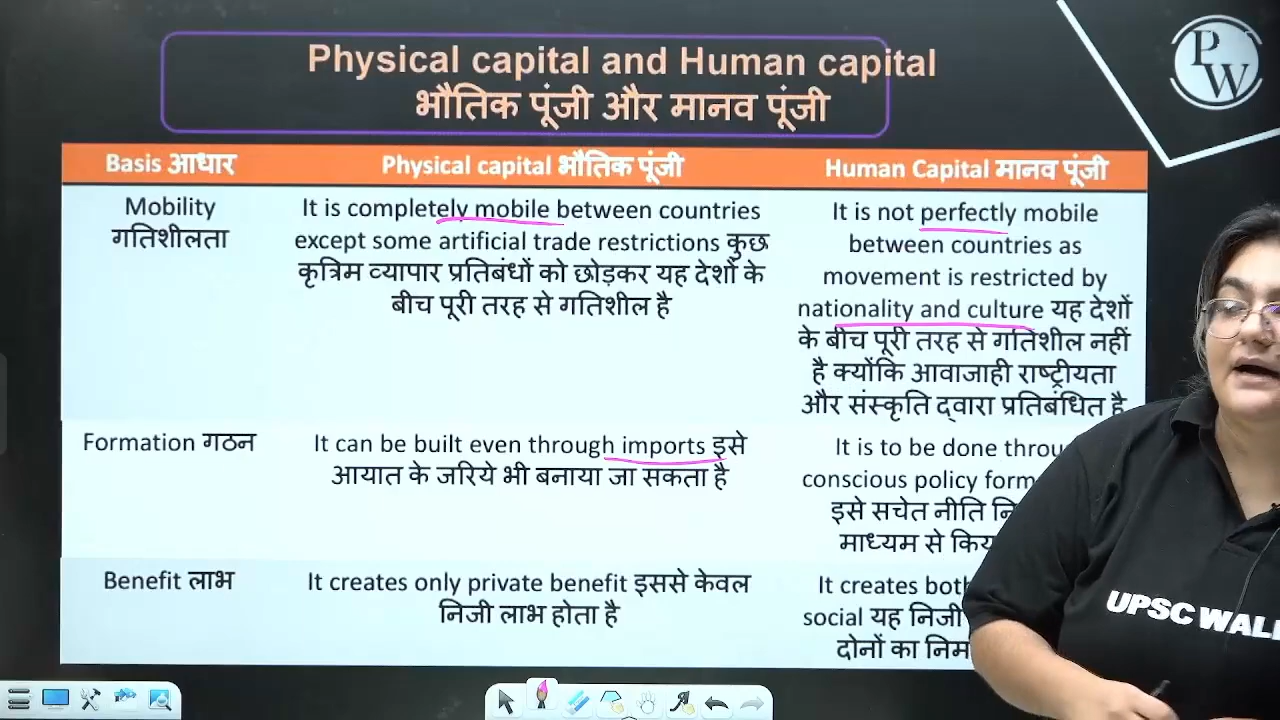 Physical capital and Human capital
भौतिक पूंजी और मानव पूंजी
PW
Basis आधार
Physical capital भौतिक पूंजी
Human Capital मानव पूंजी
Mobility
गतिशीलता
It is completely mobile between countries
except some artificial trade restrictions कुछ
कृत्रिम व्यापार प्रतिबंधों को छोड़कर यह देशों के
बीच पूरी तरह से गतिशील है
It is not perfectly mobile
between countries as
movement is restricted by
nationality and culture यह देशों
के बीच पूरी तरह से गतिशील नहीं
है क्योंकि आवाजाही राष्ट्रीयता
और संस्कृति द्वारा प्रतिबंधित है
Formation गठन
It can be built even through imports इसे
आयात के जरिये भी बनाया जा सकता है
It is to be done
conscious policy
इसे सचेत नीति
माध्यम से
Benefit लाभ
It creates only private benefit इससे केवल
निजी लाभ होता है
It creates both
social यह निजी
दोनों का
UPSC